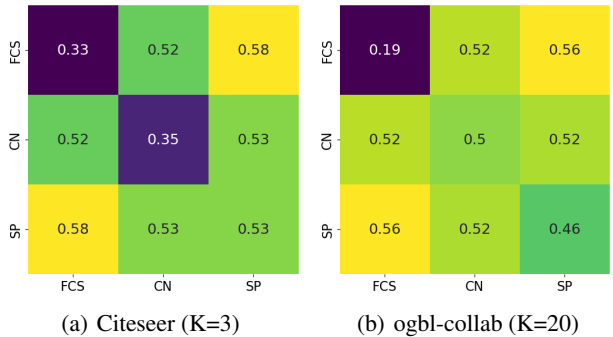 FCS 0.33 0.52 0.58
CN 0.52 0.35 0.53
SP 0.58 0.53 0.53
FCS CN SP
(a) Citeseer (K=3)
FCS 0.19 0.52 0.56
CN 0.52 0.5 0.52
SP 0.56 0.52 0.46
FCS CN SP
(b) ogbl-collab (K=20)